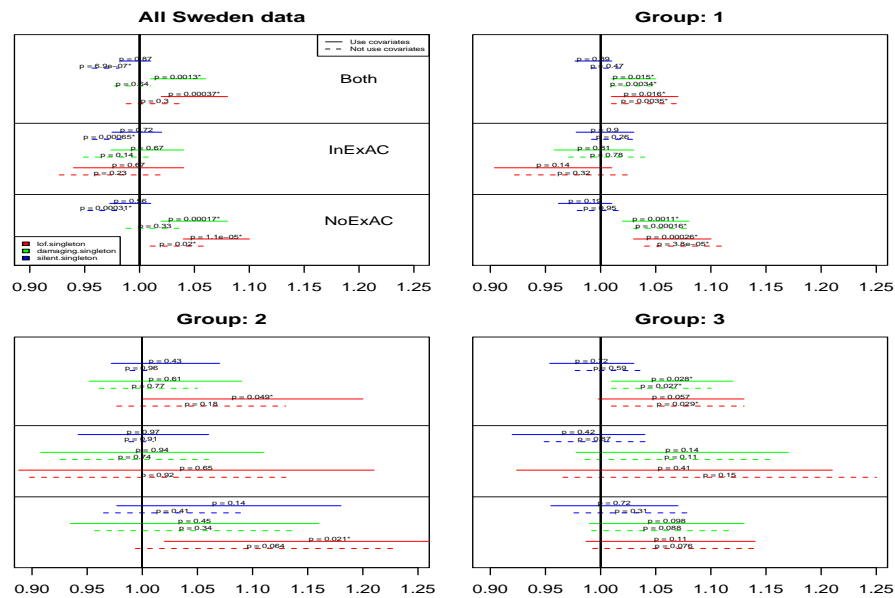 All Sweden data
Use covariates
Not use covariates
p = 0.87
p = 6.9e−07*
Both
p = 0.0013*
p = 0.64
p = 0.00037*
p = 0.3
p = 0.72
p = 0.00065*
InExAC
p = 0.67
p = 0.14
p = 0.67
p = 0.23
p = 0.56
p = 0.00031*
NoExAC
p = 0.00017*
p = 0.33
p = 1.1e−05*
p = 0.02*
lof.singleton
damaging.singleton
silent.singleton
0.90 0.95 1.00 1.05 1.10 1.15 1.20 1.25
Group: 1
p = 0.89
p = 0.47
p = 0.015*
p = 0.0034*
p = 0.016*
p = 0.0035*
p = 0.9
p = 0.26
p = 0.81
p = 0.78
p = 0.14
p = 0.32
p = 0.19
p = 0.95
p = 0.0011*
p = 0.00016*
p = 0.00026*
p = 3.8e−05*
0.90 0.95 1.00 1.05 1.10 1.15 1.20 1.25
Group: 2
p = 0.43
p = 0.96
p = 0.61
p = 0.77
p = 0.049*
p = 0.18
p = 0.97
p = 0.91
p = 0.94
p = 0.74
p = 0.65
p = 0.92
p = 0.14
p = 0.41
p = 0.45
p = 0.34
p = 0.021*
p = 0.064
0.90 0.95 1.00 1.05 1.10 1.15 1.20 1.25
Group: 3
p = 0.72
p = 0.59
p = 0.028*
p = 0.027*
p = 0.057
p = 0.029*
p = 0.42
p = 0.87
p = 0.14
p = 0.11
p = 0.41
p = 0.15
p = 0.72
p = 0.31
p = 0.098
p = 0.088
p = 0.11
p = 0.076
0.90 0.95 1.00 1.05 1.10 1.15 1.20 1.25